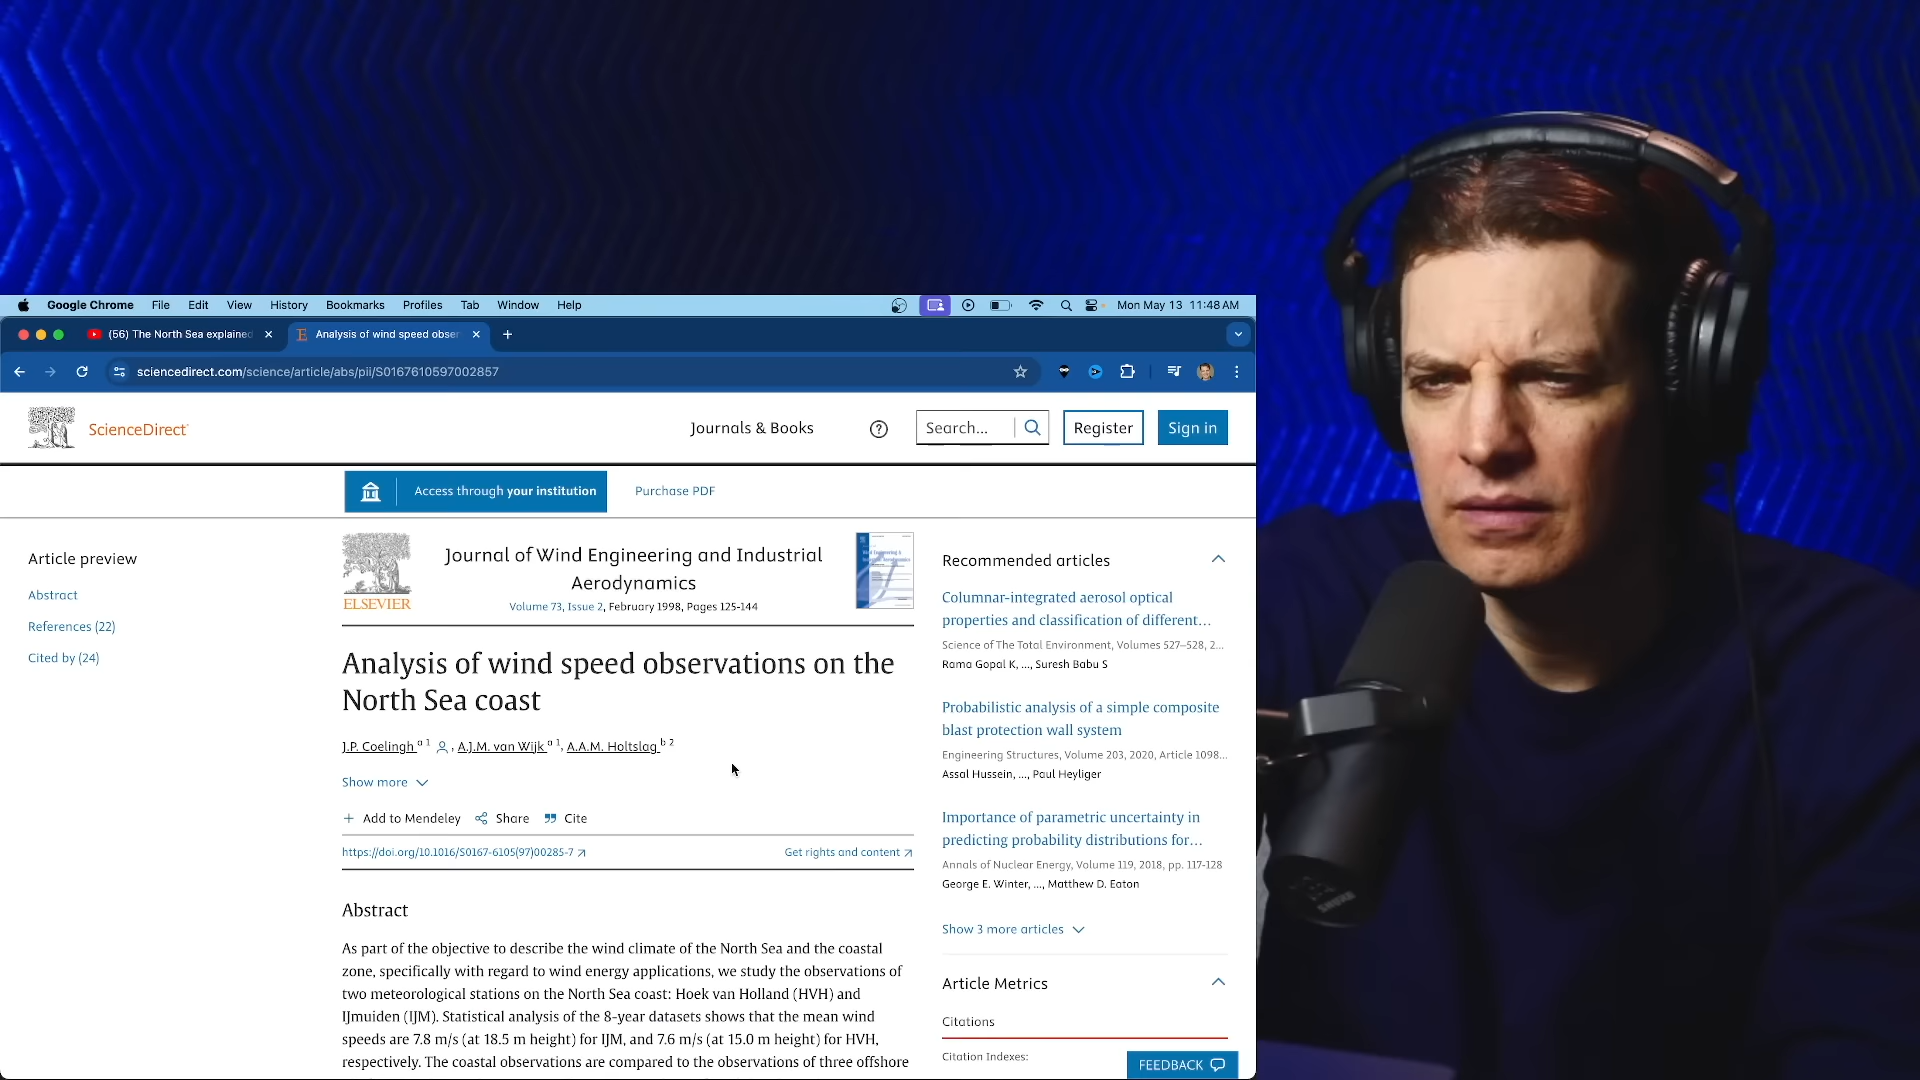 Google Chrome File Edit View History Bookmarks Profiles Tab Window Help Mon May 13 11:48 AM
(56) The North Sea explained Analysis of wind speed obser
sciencedirect.com/science/article/abs/pii/S0167610597002857
ScienceDirect Journals & Books ? Search... Register Sign in
Access through your institution Purchase PDF
Article preview
Abstract
References (22)
Cited by (24)
ELSEVIER
Journal of Wind Engineering and Industrial
Aerodynamics
Volume 73, Issue 2, February 1998, Pages 125-144
Analysis of wind speed observations on the
North Sea coast
J.P. Coelingh a 1, A.J.M. van Wijk a 1, A.A.M. Holtslag b 2
Show more
+ Add to Mendeley Share Cite
https://doi.org/10.1016/S0167-6105(97)00285-7 Get rights and content
Abstract
As part of the objective to describe the wind climate of the North Sea and the coastal
zone, specifically with regard to wind energy applications, we study the observations of
two meteorological stations on the North Sea coast: Hoek van Holland (HVH) and
IJmuiden (IJM). Statistical analysis of the 8-year datasets shows that the mean wind
speeds are 7.8 m/s (at 18.5 m height) for IJM, and 7.6 m/s (at 15.0 m height) for HVH,
respectively. The coastal observations are compared to the observations of three offshore
Recommended articles
Columnar-integrated aerosol optical
properties and classification of different...
Science of The Total Environment, Volumes 527–528, 2...
Rama Gopal K, ..., Suresh Babu S
Probabilistic analysis of a simple composite
blast protection wall system
Engineering Structures, Volume 203, 2020, Article 1098...
Assal Hussein, ..., Paul Heyliger
Importance of parametric uncertainty in
predicting probability distributions for...
Annals of Nuclear Energy, Volume 119, 2018, pp. 117-128
George E. Winter, ..., Matthew D. Eaton
Show 3 more articles
Article Metrics
Citations
Citation Indexes:
FEEDBACK
SHURE